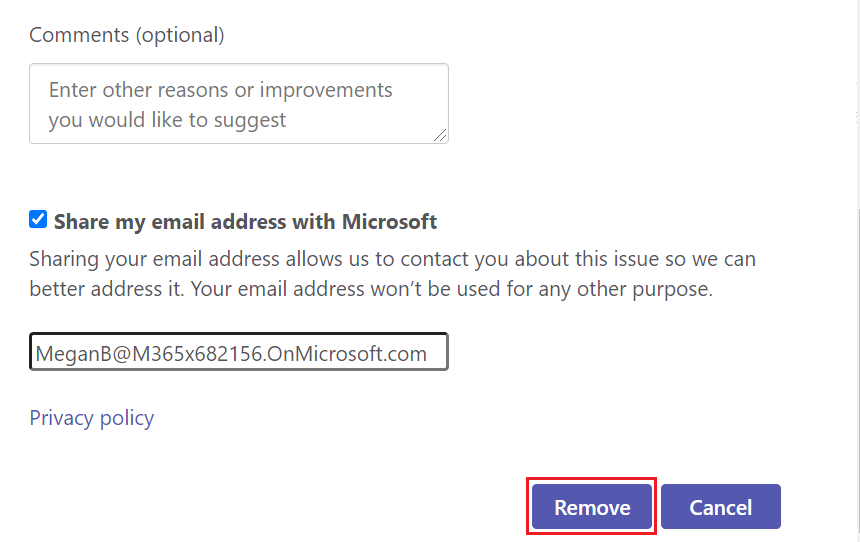 Comments (optional)
Enter other reasons or improvements
you would like to suggest
Share my email address with Microsoft
Sharing your email address allows us to contact you about this issue so we can
better address it. Your email address won’t be used for any other purpose.
MeganB@M365x682156.OnMicrosoft.com
Privacy policy
Remove Cancel